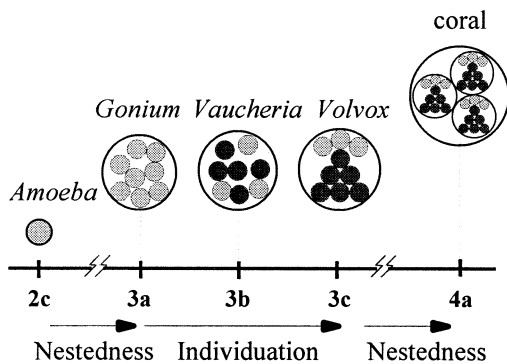 coral
Gonium Vaucheria Volvox
Amoeba
2c 3a 3b 3c 4a
Nestedness Individuation Nestedness